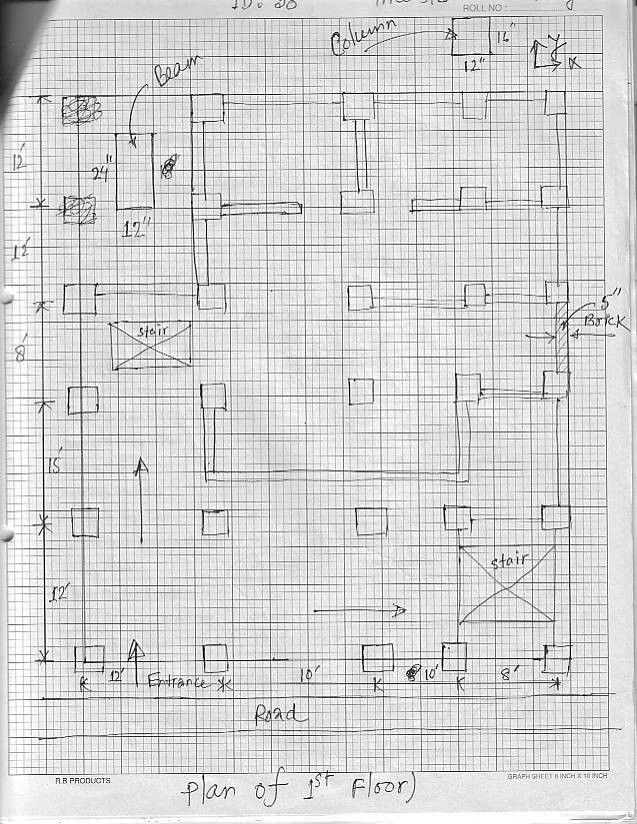 ROLL NO :
Column
16"
12"
Y
X
Beam
12'
24"
12"
12'
5"
Brick
stair
8'
15'
stair
12'
12'
Entrance
10'
10'
8'
Road
R.B PRODUCTS
GRAPH SHEET 8 INCH X 10 INCH
Plan of 1st Floor)